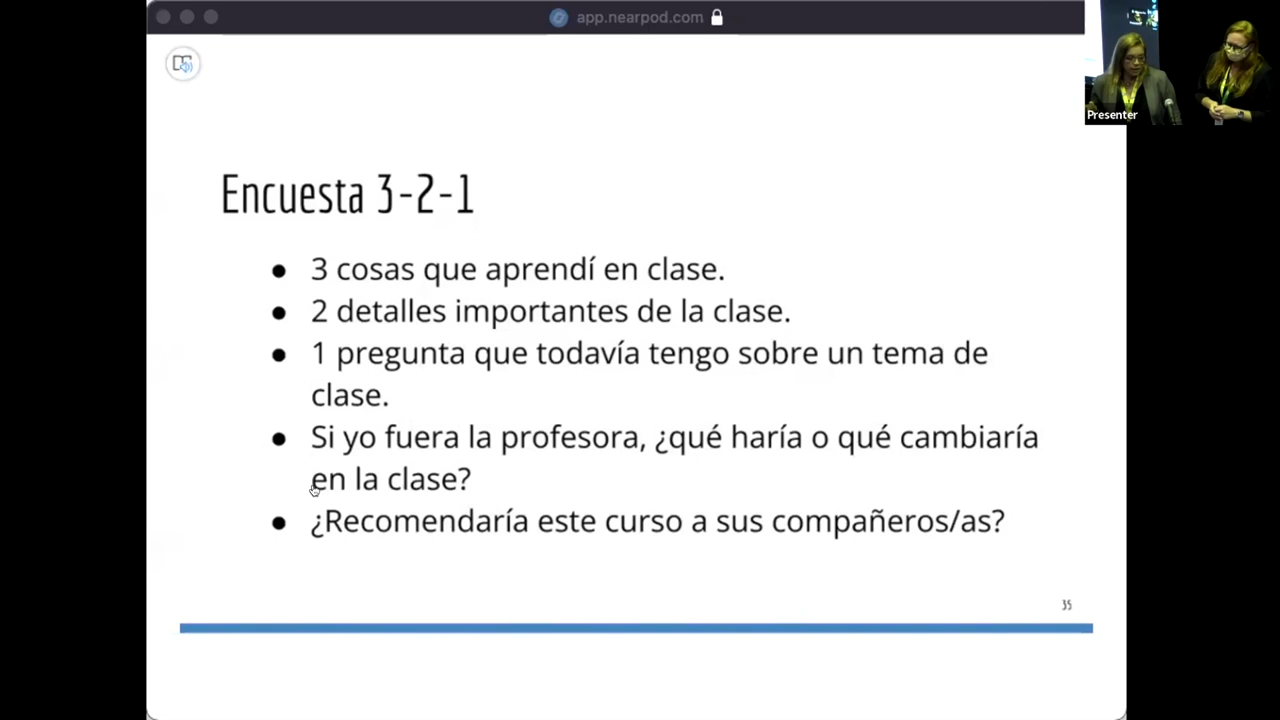 app.nearpod.com
Presenter
Encuesta 3-2-1
● 3 cosas que aprendí en clase.
● 2 detalles importantes de la clase.
● 1 pregunta que todavía tengo sobre un tema de
clase.
● Si yo fuera la profesora, ¿qué haría o qué cambiaría
en la clase?
● ¿Recomendaría este curso a sus compañeros/as?
35